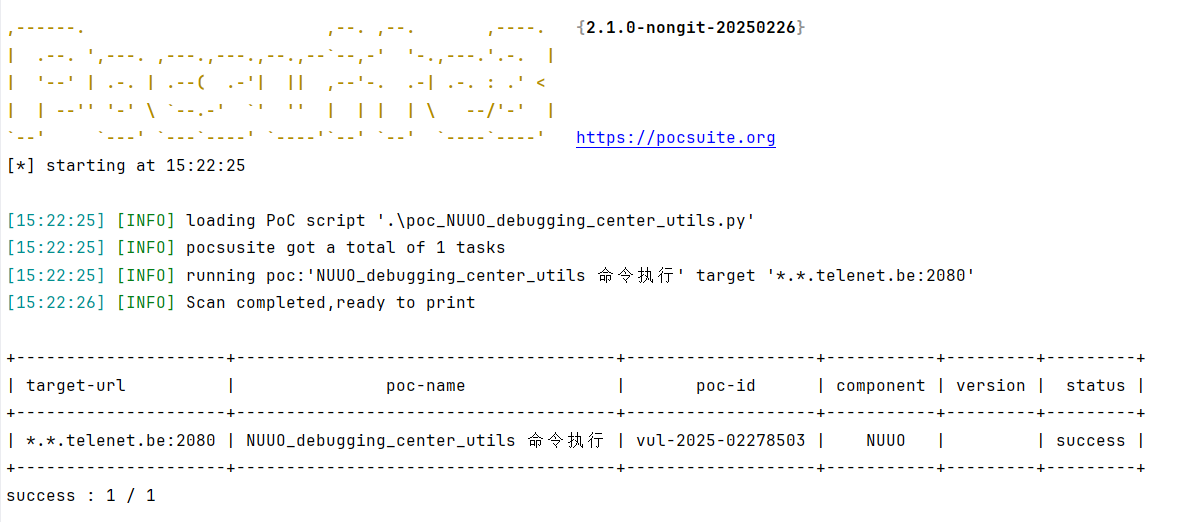 {2.1.0-nongit-20250226}
https://pocsuite.org
[*] starting at 15:22:25
[15:22:25] [INFO] loading PoC script '.\poc_NUUO_debugging_center_utils.py'
[15:22:25] [INFO] pocsusite got a total of 1 tasks
[15:22:25] [INFO] running poc:'NUUO_debugging_center_utils 命令执行' target '*.*.telenet.be:2080'
[15:22:26] [INFO] Scan completed,ready to print
| target-url | poc-name | poc-id | component | version | status |
| *.*.telenet.be:2080 | NUUO_debugging_center_utils 命令执行 | vul-2025-02278503 | NUUO | | success |
success : 1 / 1